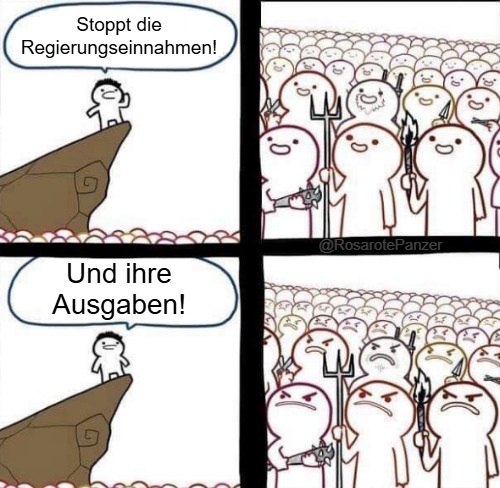 Stoppt die
Regierungseinnahmen!
@RosarotePanzer
Und ihre
Ausgaben!